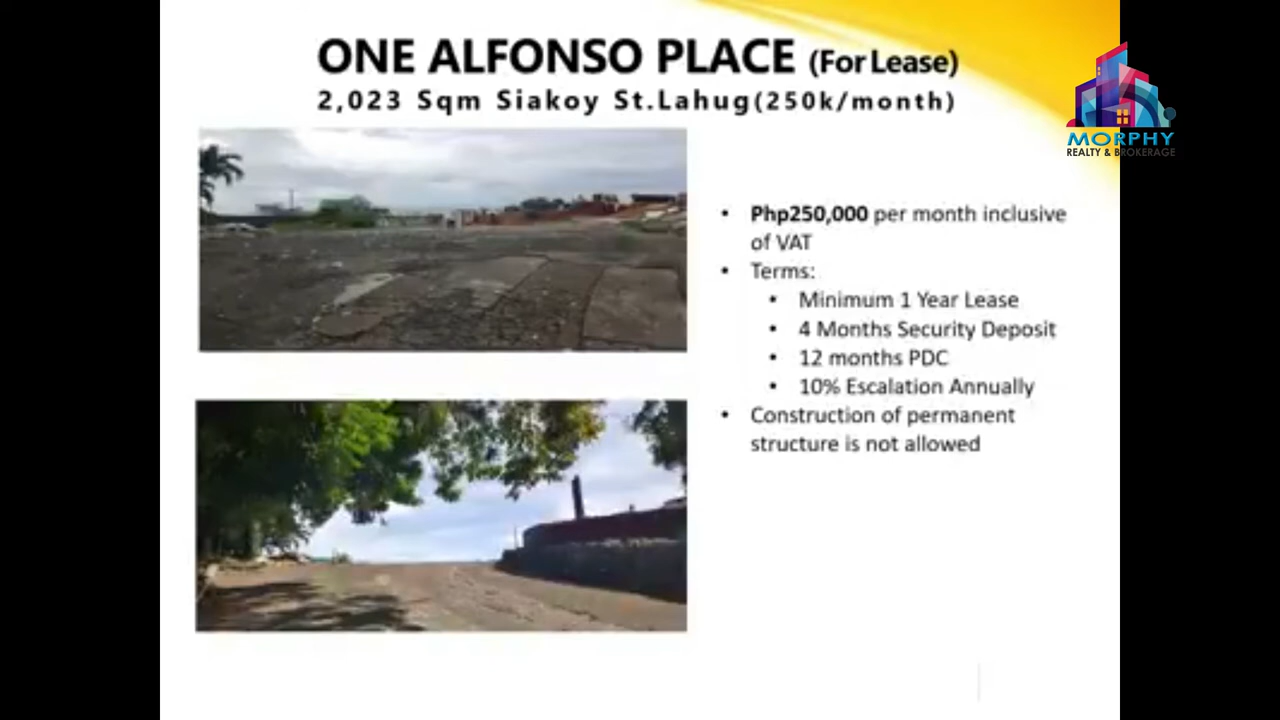 ONE ALFONSO PLACE (For Lease)
2,023 Sqm Siakoy St.Lahug(250k/month)
MORPHY
REALTY & BROKERAGE
• Php250,000 per month inclusive
of VAT
• Terms:
• Minimum 1 Year Lease
• 4 Months Security Deposit
• 12 months PDC
• 10% Escalation Annually
• Construction of permanent
structure is not allowed